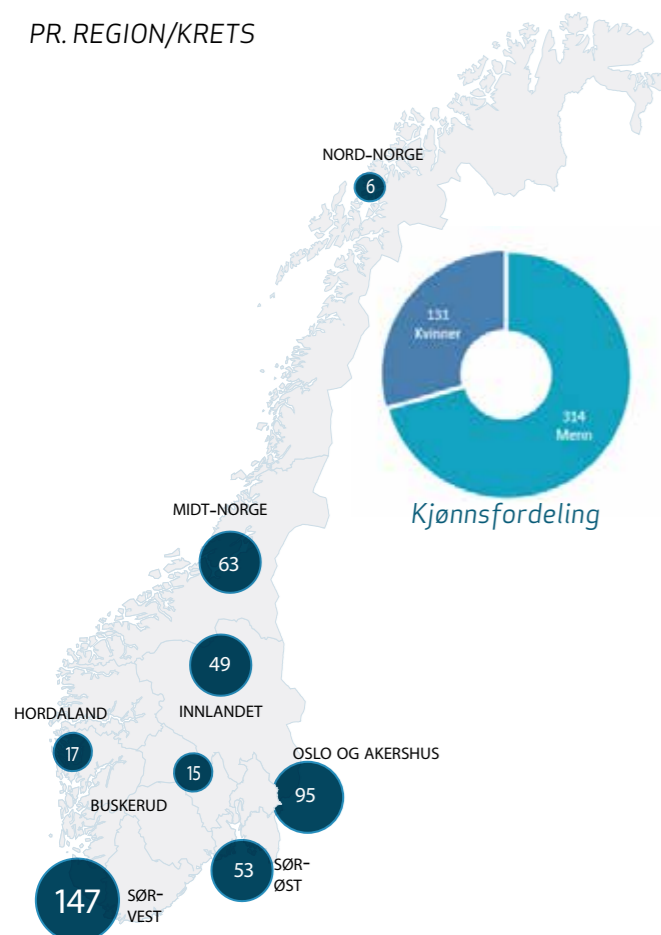 PR. REGION/KRETS
NORD-NORGE
6
131
Kvinner
314
Menn
Kjønnsfordeling
MIDT-NORGE
63
49
INNLANDET
HORDALAND
17
OSLO OG AKERSHUS
15
95
BUSKERUD
53
SØR-
ØST
147
SØR-
VEST